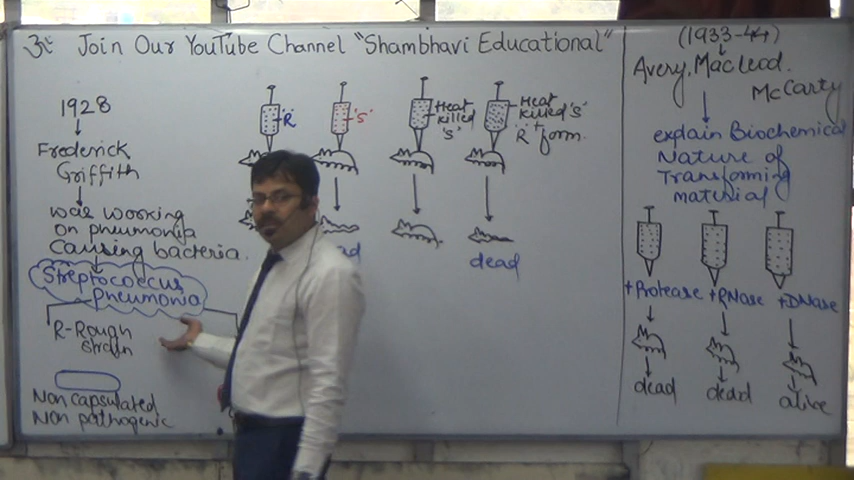 ॐ Join Our YouTube Channel "Shambhavi Educational"
1928
Frederick
Griffith
was working
on pneumonia
Causing bacteria.
Streptococcus
pneumonia
R-Rough
strain
Non capsulated
Non pathogenic
"R"
"S"
Heat
killed
"S"
Heat
killed "S"
+
"R" form.
dead
(1933-44)
Avery, Macleod.
McCarty
explain Biochemical
Nature of
Transforming
material
+Protease
+RNase
+DNase
dead
dead
alive